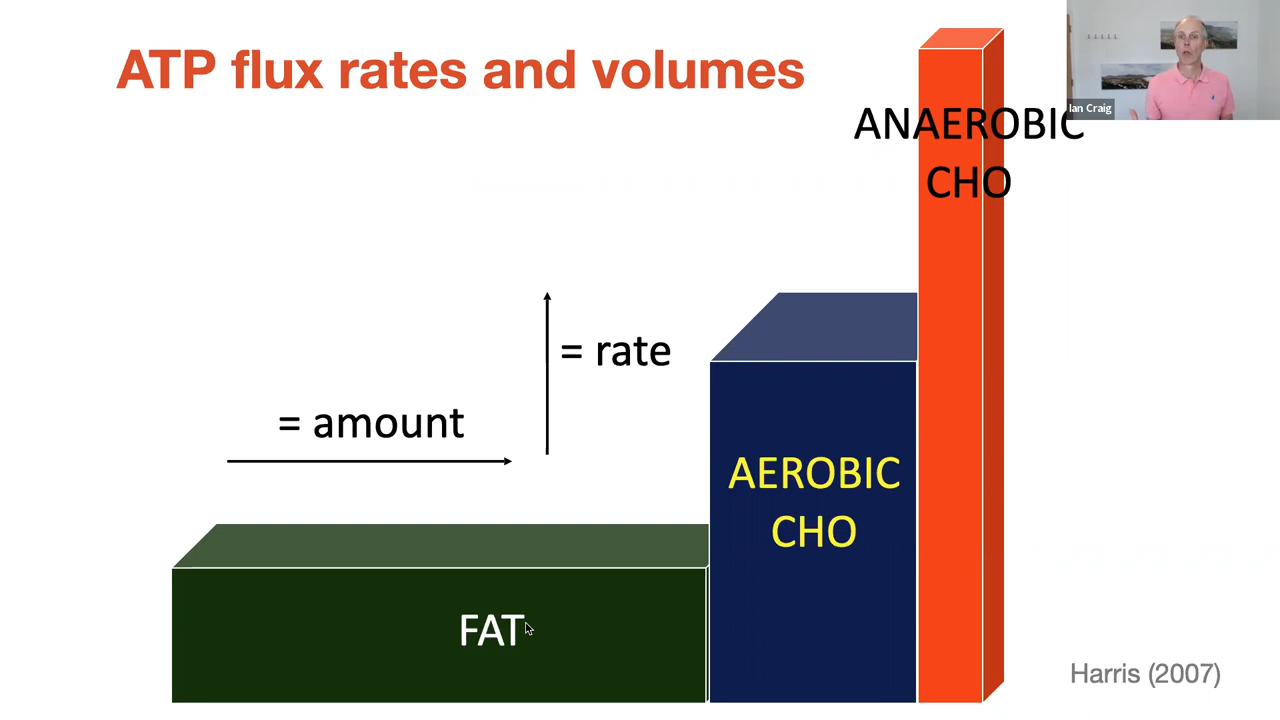 ATP flux rates and volumes
Ian Craig
ANAEROBIC
CHO
= rate
= amount
AEROBIC
CHO
FAT
Harris (2007)